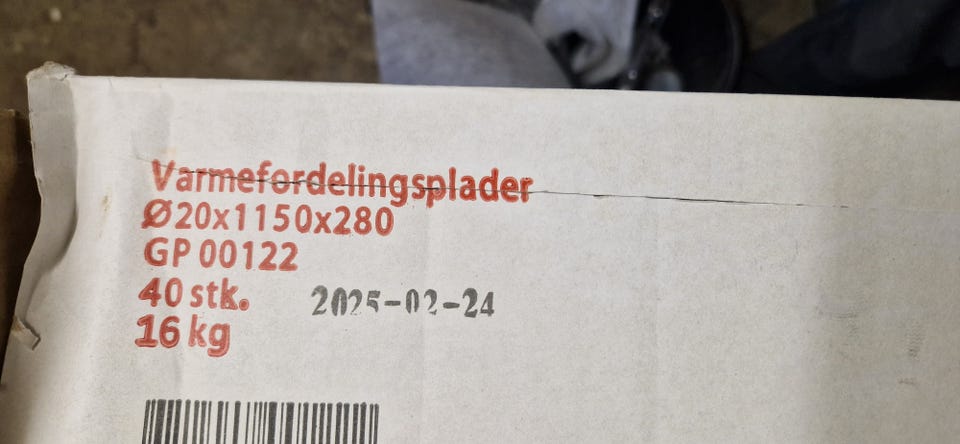 Varmefordelingsplader
Ø20x1150x280
GP 00122
40 stk.
2025-02-24
16 kg